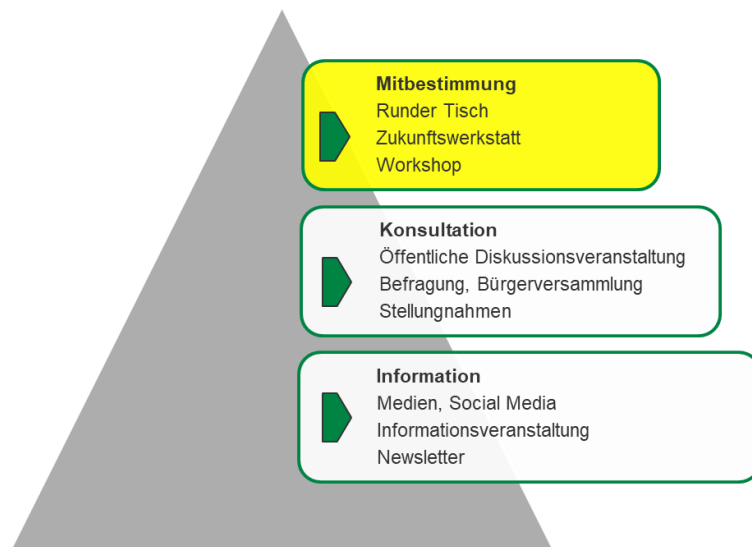 Mitbestimmung
Runder Tisch
Zukunftswerkstatt
Workshop
Konsultation
Öffentliche Diskussionsveranstaltung
Befragung, Bürgerversammlung
Stellungnahmen
Information
Medien, Social Media
Informationsveranstaltung
Newsletter